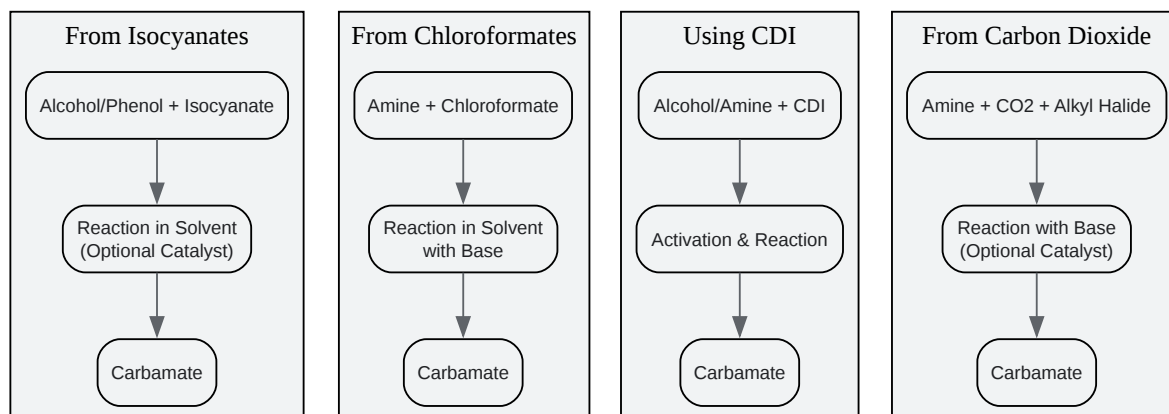 From Isocyanates
Alcohol/Phenol + Isocyanate
Reaction in Solvent
(Optional Catalyst)
Carbamate
From Chloroformates
Amine + Chloroformate
Reaction in Solvent
with Base
Carbamate
Using CDI
Alcohol/Amine + CDI
Activation & Reaction
Carbamate
From Carbon Dioxide
Amine + CO2 + Alkyl Halide
Reaction with Base
(Optional Catalyst)
Carbamate